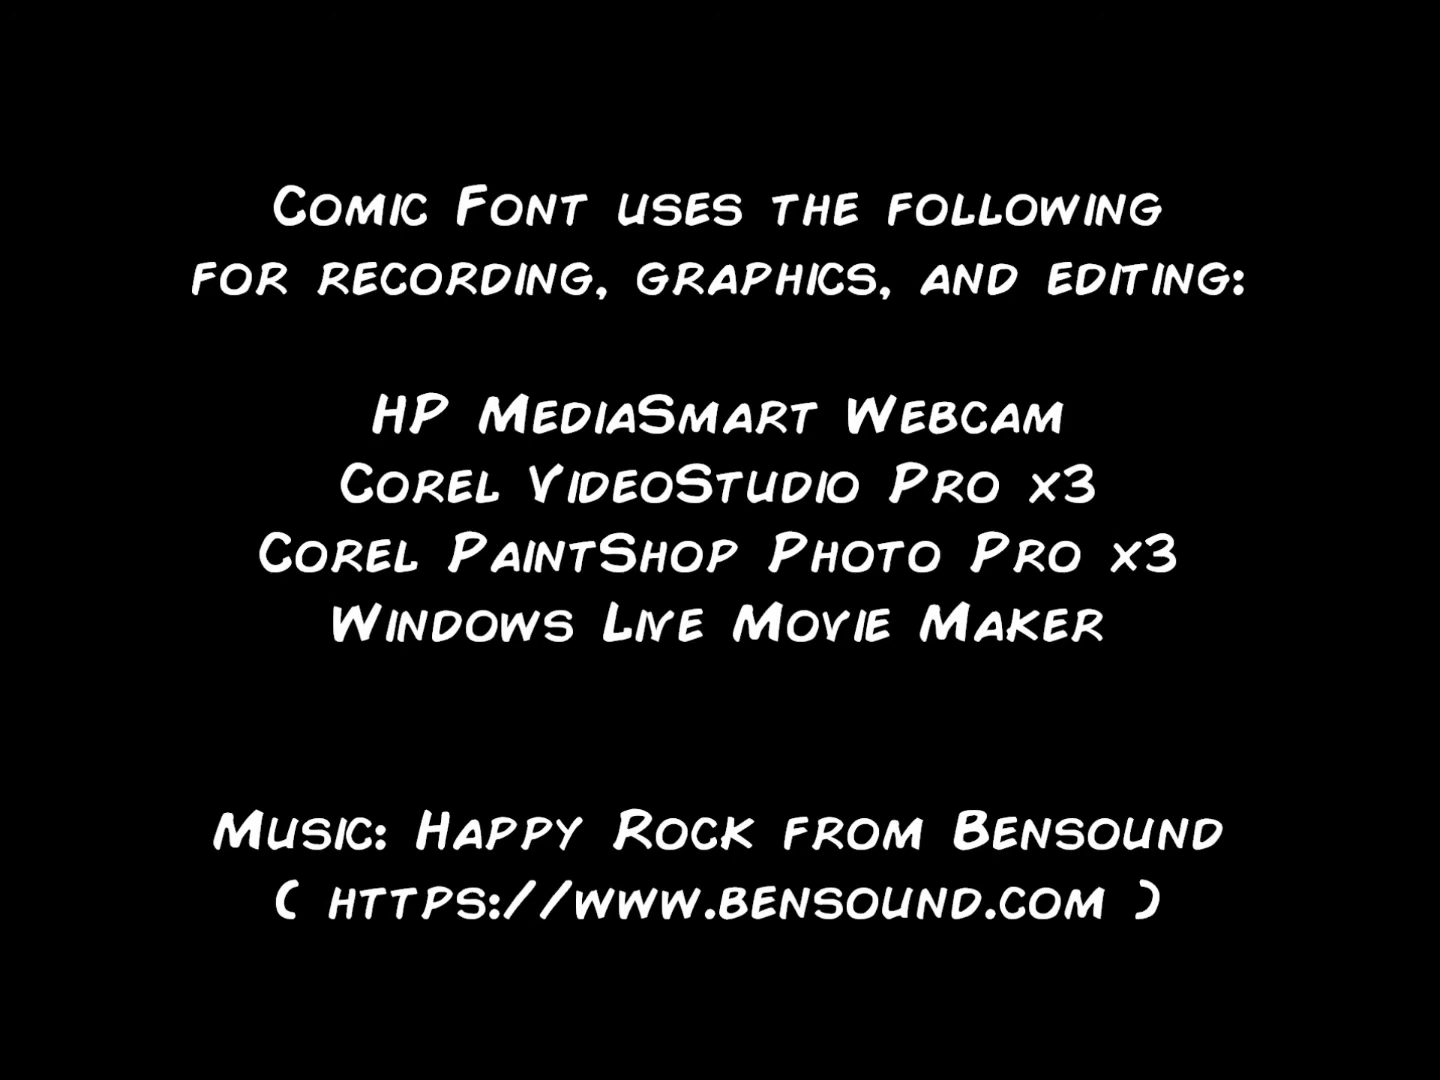 Comic Font uses the following
for recording, graphics, and editing:
HP MediaSmart Webcam
Corel VideoStudio Pro x3
Corel PaintShop Photo Pro x3
Windows Live Movie Maker
Music: Happy Rock from Bensound
( https://www.bensound.com )